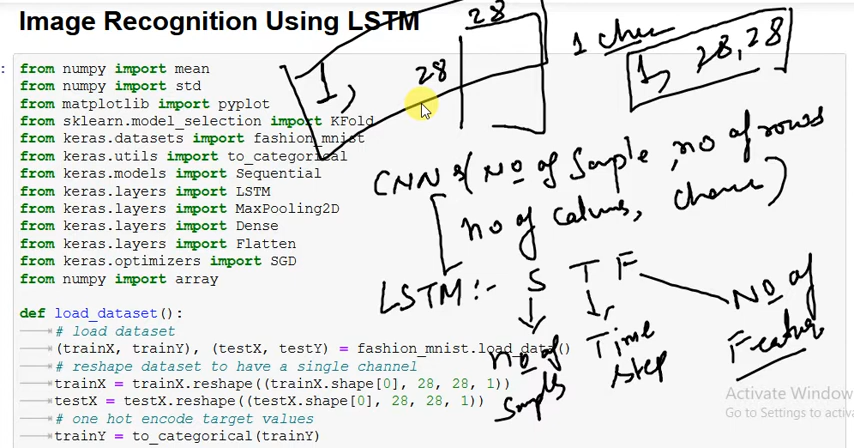 Image Recognition Using LSTM
28
1,
28
1, 28, 28
from numpy import mean
from numpy import std
from matplotlib import pyplot
from sklearn.model_selection import KFold
from keras.datasets import fashion_mnist
from keras.utils import to_categorical
from keras.models import Sequential
from keras.layers import LSTM
from keras.layers import MaxPooling2D
from keras.layers import Dense
from keras.layers import Flatten
from keras.optimizers import SGD
from numpy import array
CNN (No of Sample, no of rows
no of
LSTM:- S T F
No of
Time
Step
No of
def load_dataset():
# load dataset
(trainX, trainY), (testX, testY) = fashion_mnist.load_data()
# reshape dataset to have a single channel
trainX = trainX.reshape((trainX.shape[0], 28, 28, 1))
testX = testX.reshape((testX.shape[0], 28, 28, 1))
# one hot encode target values
trainY = to_categorical(trainY)
Activate Window
Go to Settings to activate